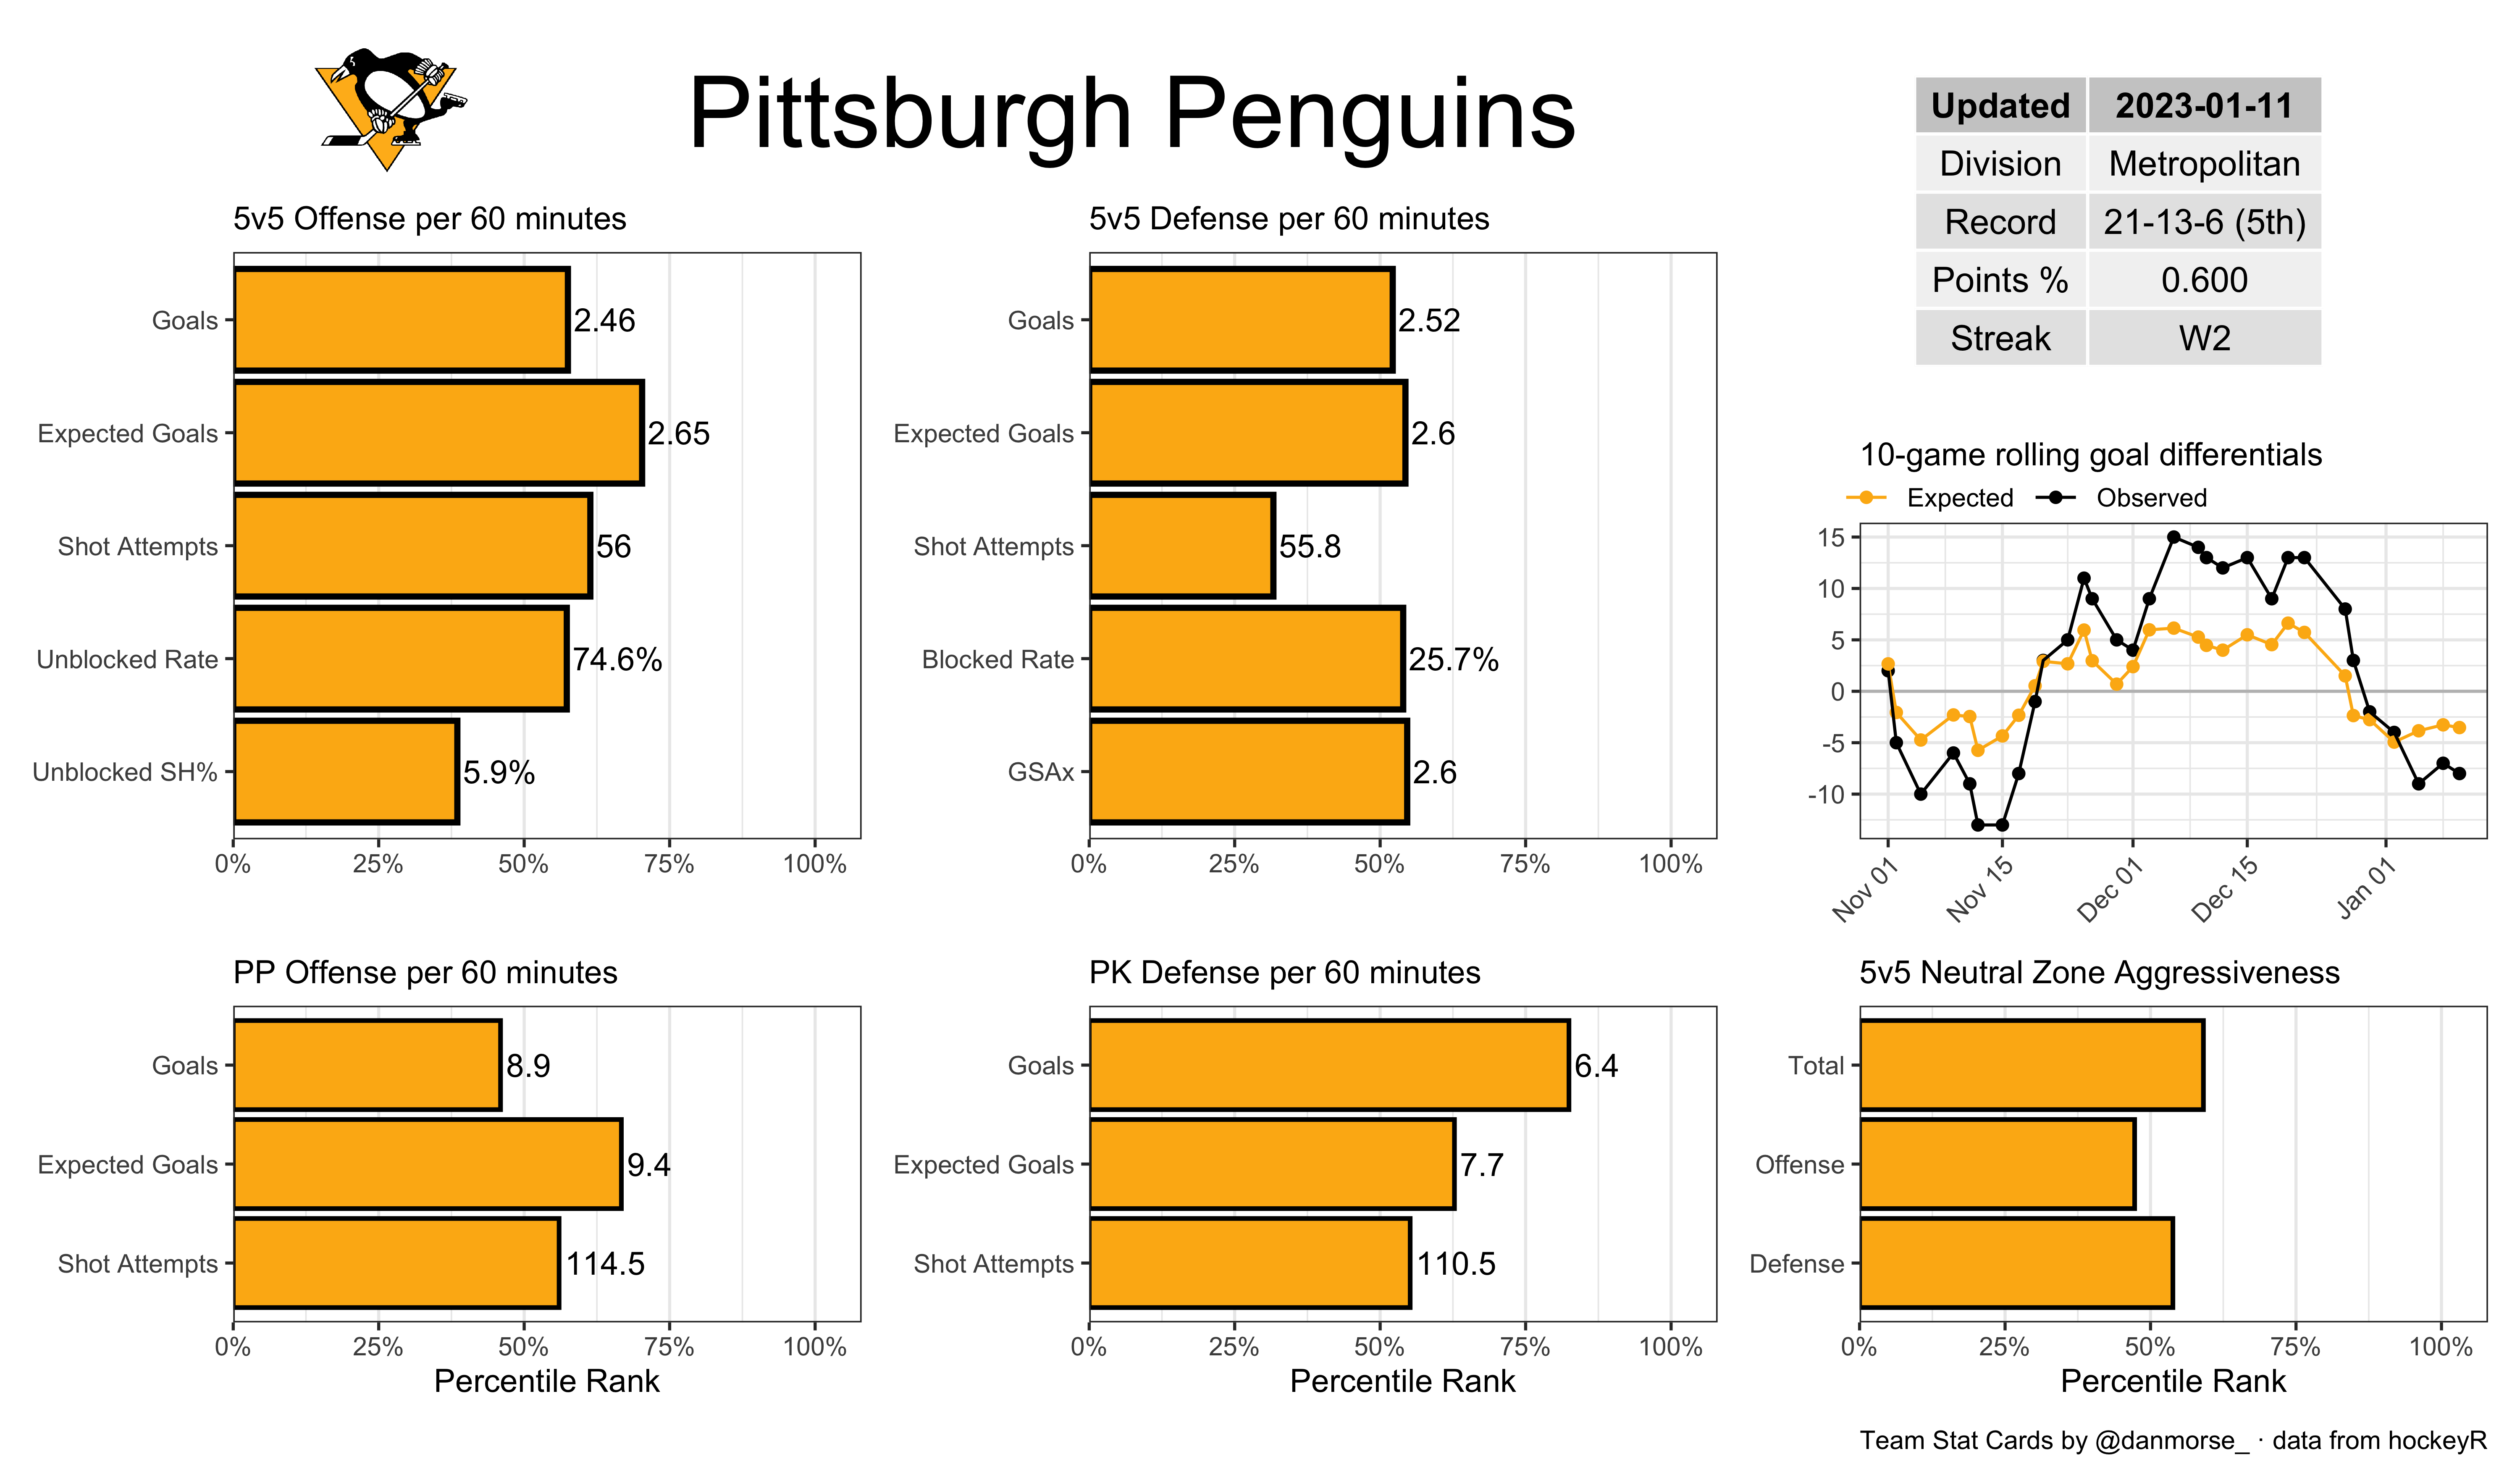 Pittsburgh Penguins
Updated 2023-01-11
Division Metropolitan
Record 21-13-6 (5th)
Points % 0.600
Streak W2
5v5 Offense per 60 minutes
Goals 2.46
Expected Goals 2.65
Shot Attempts 56
Unblocked Rate 74.6%
Unblocked SH% 5.9%
0% 25% 50% 75% 100%
5v5 Defense per 60 minutes
Goals 2.52
Expected Goals 2.6
Shot Attempts 55.8
Blocked Rate 25.7%
GSAx 2.6
0% 25% 50% 75% 100%
10-game rolling goal differentials
Expected Observed
15
10
5
0
-5
-10
Nov 01 Nov 15 Dec 01 Dec 15 Jan 01
PP Offense per 60 minutes
Goals 8.9
Expected Goals 9.4
Shot Attempts 114.5
0% 25% 50% 75% 100%
Percentile Rank
PK Defense per 60 minutes
Goals 6.4
Expected Goals 7.7
Shot Attempts 110.5
0% 25% 50% 75% 100%
Percentile Rank
5v5 Neutral Zone Aggressiveness
Total
Offense
Defense
0% 25% 50% 75% 100%
Percentile Rank
Team Stat Cards by @danmorse_ · data from hockeyR